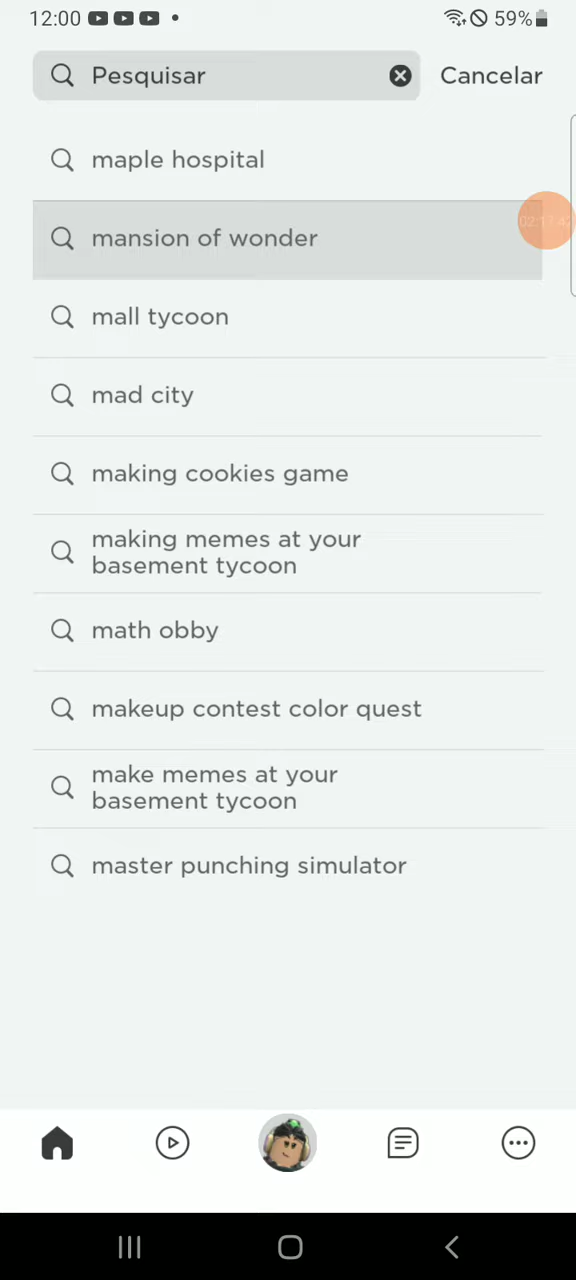 12:00
59%
Pesquisar
Cancelar
maple hospital
mansion of wonder
mall tycoon
mad city
making cookies game
making memes at your
basement tycoon
math obby
makeup contest color quest
make memes at your
basement tycoon
master punching simulator